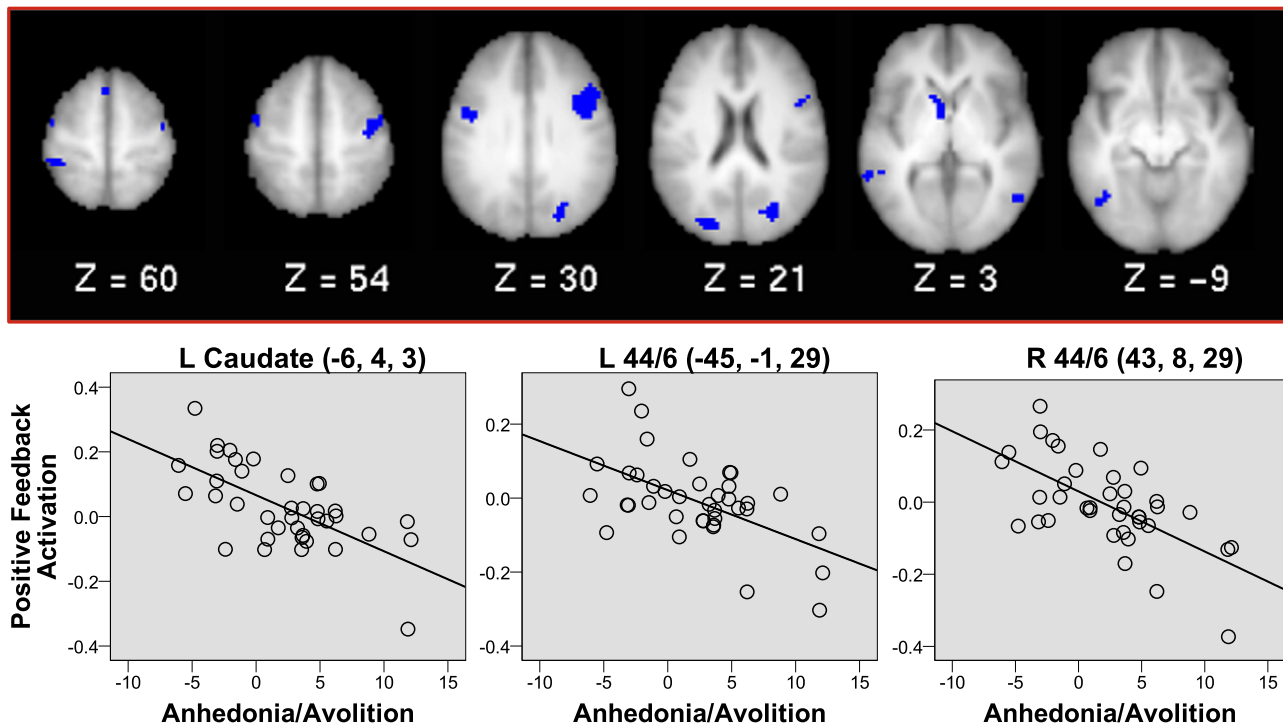 Z = 60 Z = 54 Z = 30 Z = 21 Z = 3 Z = -9
L Caudate (-6, 4, 3) L 44/6 (-45, -1, 29) R 44/6 (43, 8, 29)
Positive Feedback
Activation
0.4
0.2
0.0
-0.2
-0.4
0.2
0.0
-0.2
-0.4
0.2
0.0
-0.2
-0.4
-10 -5 0 5 10 15 -10 -5 0 5 10 15 -10 -5 0 5 10 15
Anhedonia/Avolition Anhedonia/Avolition Anhedonia/Avolition